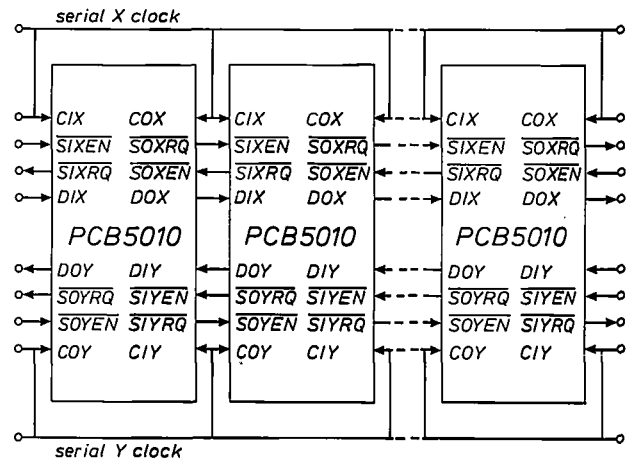 serial X clock
CIX COX CIX COX CIX COX
SIXEN SOXRQ SIXEN SOXRQ SIXEN SOXRQ
SIXRQ SOXEN SIXRQ SOXEN SIXRQ SOXEN
DIX DOX DIX DOX DIX DOX
PCB5010 PCB5010 PCB5010
DOY DIY DOY DIY DOY DIY
SOYRQ SIYEN SOYRQ SIYEN SOYRQ SIYEN
SOYEN SIYRQ SOYEN SIYRQ SOYEN SIYRQ
COY CIY COY CIY COY CIY
serial Y clock